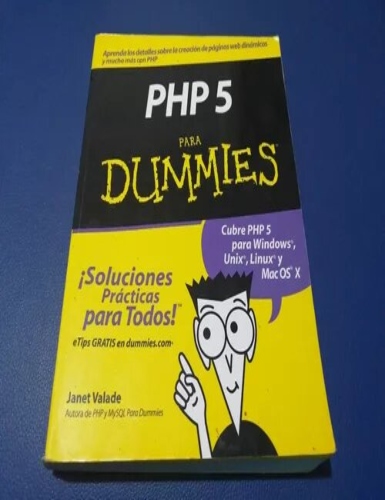 Aprenda los detalles sobre la creación de páginas web dinámicas
y mucho más con PHP
PHP 5
PARA
DUMMIES
Cubre PHP 5
para Windows®,
Unix®, Linux® y
Mac OS® X
¡Soluciones
Prácticas
para Todos!™
eTips GRATIS en dummies.com®
Janet Valade
Autora de PHP y MySQL Para Dummies